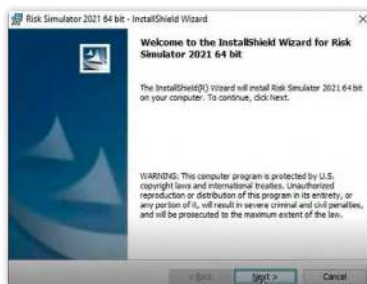 Risk Simulator 2021 64 bit - InstallShield Wizard
Welcome to the InstallShield Wizard for Risk
Simulator 2021 64 bit
The InstallShield(R) Wizard will install Risk Simulator 2021 64 bit
on your computer. To continue, click Next.
WARNING: This computer program is protected by U.S.
copyright laws and international treaties. Unauthorized
reproduction or distribution of this program in its entirety, or
any portion of it, will result in severe criminal and civil penalties,
and will be prosecuted to the maximum extent of the law.
< Back
Next >
Cancel